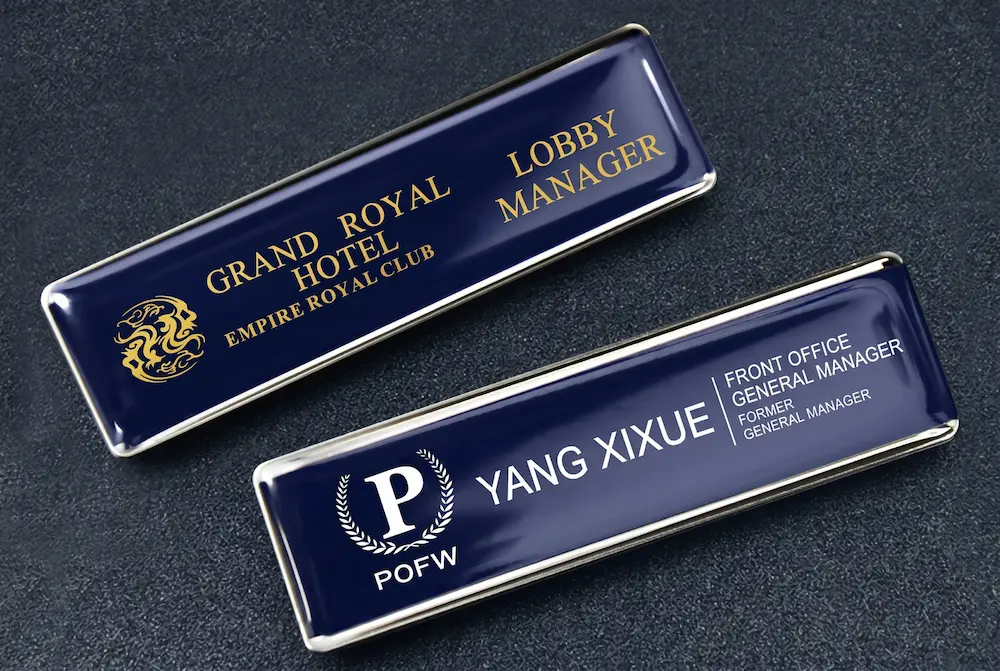 GRAND ROYAL
HOTEL
EMPIRE ROYAL CLUB
LOBBY
MANAGER
P
POFW
YANG XIXUE
FRONT OFFICE
GENERAL MANAGER
FORMER
GENERAL MANAGER